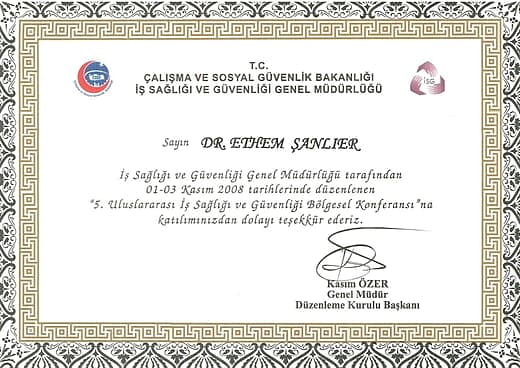 T.C.
ÇALIŞMA VE SOSYAL GÜVENLİK BAKANLIĞI
İŞ SAĞLIĞI VE GÜVENLİĞİ GENEL MÜDÜRLÜĞÜ
İSG
Sayın DR. ETHEM ŞANLIER
İş Sağlığı ve Güvenliği Genel Müdürlüğü tarafından
01-03 Kasım 2008 tarihlerinde düzenlenen
"5. Uluslararası İş Sağlığı ve Güvenliği Bölgesel Konferansı"na
katılımınızdan dolayı teşekkür ederiz.
Kasım ÖZER
Genel Müdür
Düzenleme Kurulu Başkanı